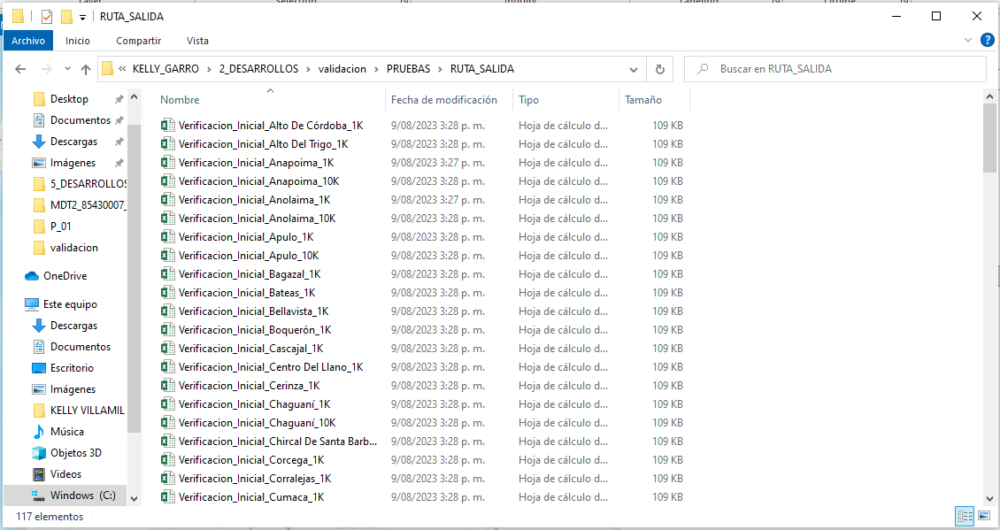 RUTA_SALIDA
Archivo Inicio Compartir Vista
« KELLY_GARRO › 2_DESARROLLOS › validacion › PRUEBAS › RUTA_SALIDA
Buscar en RUTA_SALIDA
Desktop
Documentos
Descargas
Imágenes
5_DESARROLLOS
MDT2_85430007_
P_01
validacion
OneDrive
Este equipo
Descargas
Documentos
Escritorio
Imágenes
KELLY VILLAMIL
Música
Objetos 3D
Videos
Windows (C:)
Nombre Fecha de modificación Tipo Tamaño
Verificacion_Inicial_Alto De Córdoba_1K 9/08/2023 3:28 p. m. Hoja de cálculo d... 109 KB
Verificacion_Inicial_Alto Del Trigo_1K 9/08/2023 3:28 p. m. Hoja de cálculo d... 109 KB
Verificacion_Inicial_Anapoima_1K 9/08/2023 3:27 p. m. Hoja de cálculo d... 109 KB
Verificacion_Inicial_Anapoima_10K 9/08/2023 3:28 p. m. Hoja de cálculo d... 109 KB
Verificacion_Inicial_Anolaima_1K 9/08/2023 3:27 p. m. Hoja de cálculo d... 109 KB
Verificacion_Inicial_Anolaima_10K 9/08/2023 3:28 p. m. Hoja de cálculo d... 109 KB
Verificacion_Inicial_Apulo_1K 9/08/2023 3:28 p. m. Hoja de cálculo d... 109 KB
Verificacion_Inicial_Apulo_10K 9/08/2023 3:28 p. m. Hoja de cálculo d... 109 KB
Verificacion_Inicial_Bagazal_1K 9/08/2023 3:28 p. m. Hoja de cálculo d... 109 KB
Verificacion_Inicial_Bateas_1K 9/08/2023 3:28 p. m. Hoja de cálculo d... 109 KB
Verificacion_Inicial_Bellavista_1K 9/08/2023 3:28 p. m. Hoja de cálculo d... 109 KB
Verificacion_Inicial_Boquerón_1K 9/08/2023 3:28 p. m. Hoja de cálculo d... 109 KB
Verificacion_Inicial_Cascajal_1K 9/08/2023 3:28 p. m. Hoja de cálculo d... 109 KB
Verificacion_Inicial_Centro Del Llano_1K 9/08/2023 3:28 p. m. Hoja de cálculo d... 109 KB
Verificacion_Inicial_Cerinza_1K 9/08/2023 3:28 p. m. Hoja de cálculo d... 109 KB
Verificacion_Inicial_Chaguaní_1K 9/08/2023 3:28 p. m. Hoja de cálculo d... 109 KB
Verificacion_Inicial_Chaguaní_10K 9/08/2023 3:28 p. m. Hoja de cálculo d... 109 KB
Verificacion_Inicial_Chircal De Santa Barb... 9/08/2023 3:28 p. m. Hoja de cálculo d... 109 KB
Verificacion_Inicial_Corcega_1K 9/08/2023 3:28 p. m. Hoja de cálculo d... 109 KB
Verificacion_Inicial_Corralejas_1K 9/08/2023 3:28 p. m. Hoja de cálculo d... 109 KB
Verificacion_Inicial_Cumaca_1K 9/08/2023 3:28 p. m. Hoja de cálculo d... 109 KB
117 elementos